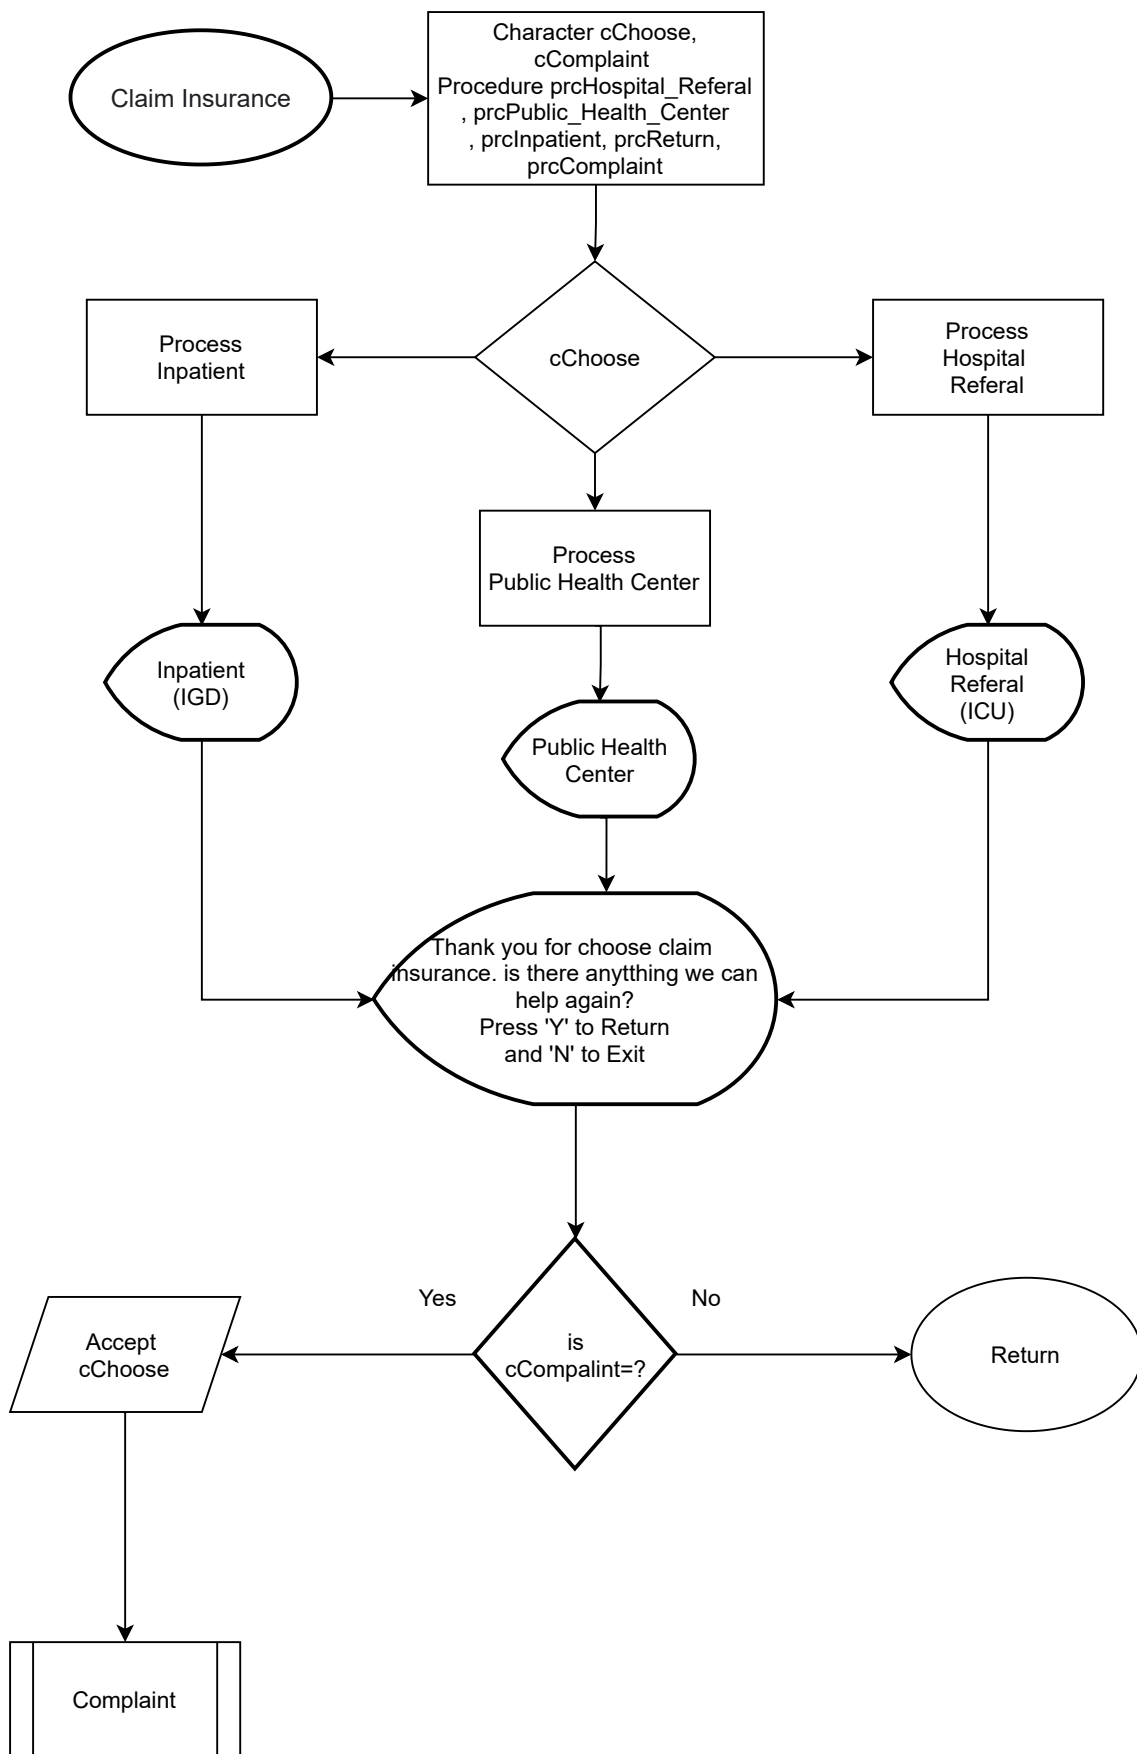 Claim Insurance
Character cChoose,
cComplaint
Procedure prcHospital_Referal
, prcPublic_Health_Center
, prcInpatient, prcReturn,
prcComplaint
Process
Inpatient
cChoose
Process
Hospital
Referal
Process
Public Health Center
Inpatient
(IGD)
Hospital
Referal
(ICU)
Public Health
Center
Thank you for choose claim
insurance. is there anytthing we can
help again?
Press 'Y' to Return
and 'N' to Exit
Yes
No
Accept
cChoose
is
cCompalint=?
Return
Complaint